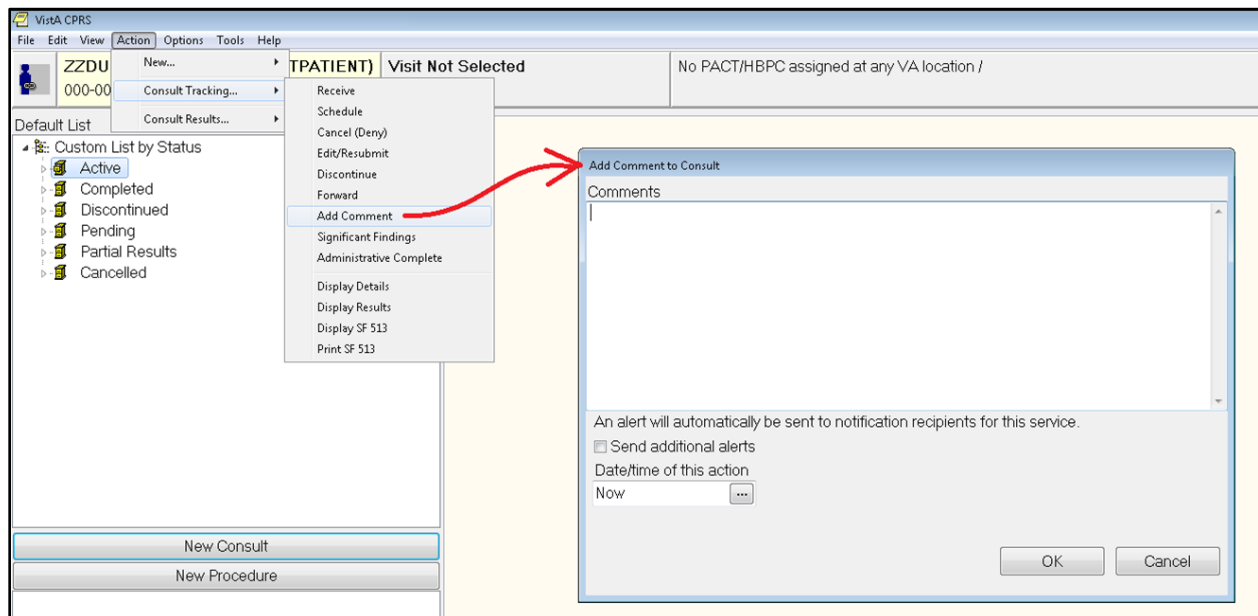 VistA CPRS
File Edit View Action Options Tools Help
ZZDU
TPATIENT)
Visit Not Selected
No PACT/HBPC assigned at any VA location /
000-00
New...
Consult Tracking...
Consult Results...
Receive
Schedule
Cancel (Deny)
Edit/Resubmit
Discontinue
Forward
Add Comment
Significant Findings
Administrative Complete
Display Details
Display Results
Display SF 513
Print SF 513
Default List
Custom List by Status
Active
Completed
Discontinued
Pending
Partial Results
Cancelled
New Consult
New Procedure
Add Comment to Consult
Comments
An alert will automatically be sent to notification recipients for this service.
Send additional alerts
Date/time of this action
Now ...
OK Cancel